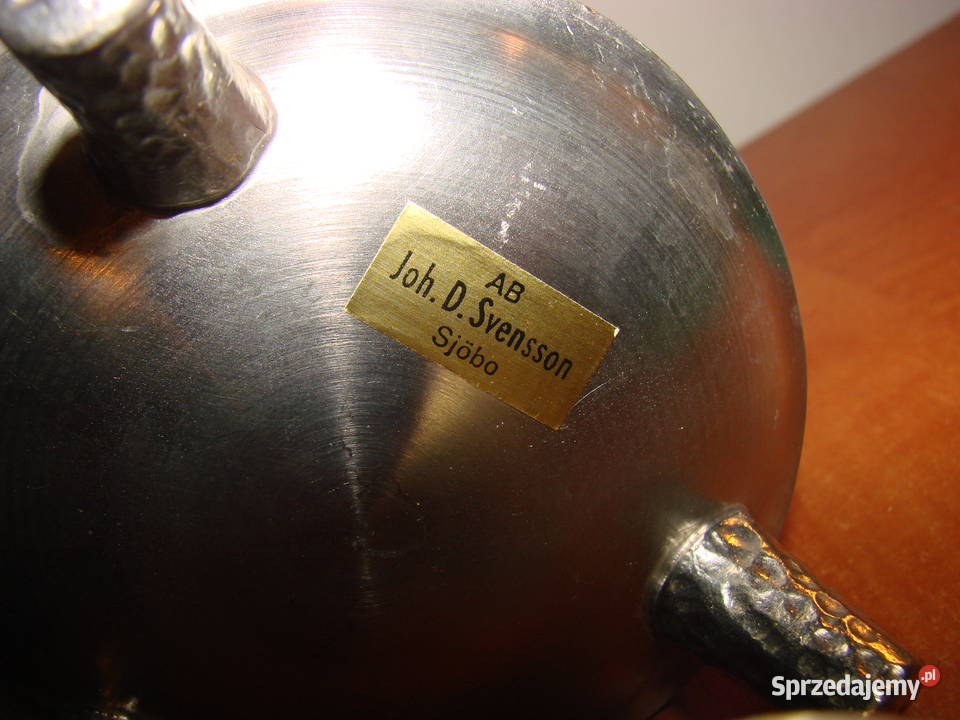 AB
Joh. D. Svensson
Sjöbo
Sprzedajemy.pl